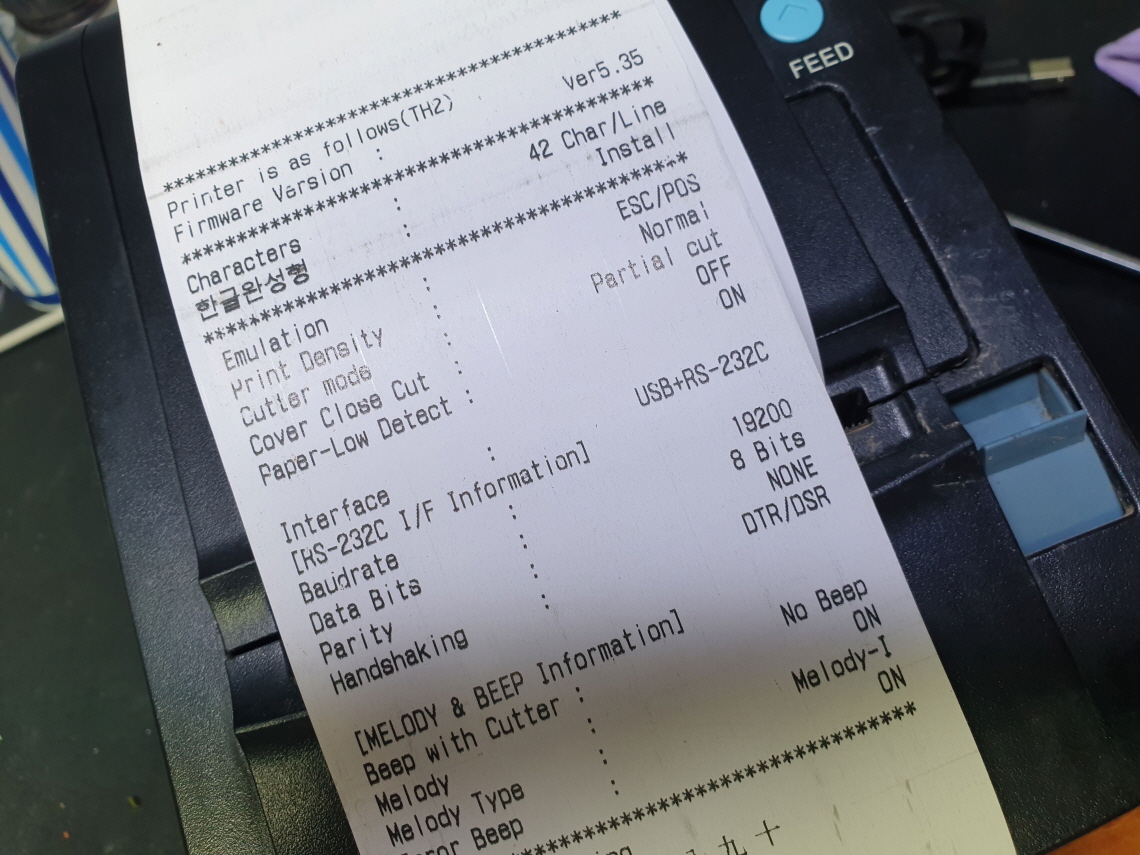 FEED
****************************************
Printer is as follows(TH2)
Firmware Version : Ver5.35
****************************************
Characters : 42 Char/Line
한글완성형 : Install
****************************************
Emulation : ESC/POS
Print Density : Normal
Cutter mode : Partial cut
Cover Close Cut : OFF
Paper-Low Detect : ON
Interface : USB+RS-232C
[RS-232C I/F Information]
Baudrate : 19200
Data Bits : 8 Bits
Parity : NONE
Handshaking : DTR/DSR
[MELODY & BEEP Information]
Beep with Cutter : No Beep
Melody : ON
Melody Type : Melody-I
Error Beep : ON
****************************************
九 十